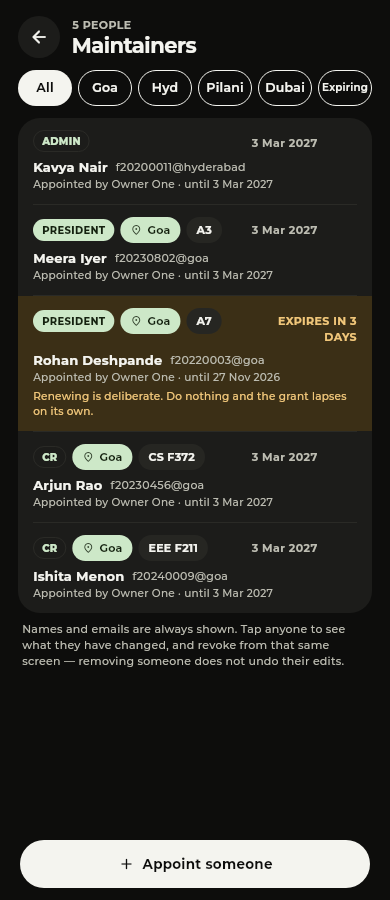 5 PEOPLE
Maintainers
All Goa Hyd Pilani Dubai Expiring
ADMIN 3 Mar 2027
Kavya Nair f20200011@hyderabad
Appointed by Owner One · until 3 Mar 2027
PRESIDENT Goa A3 3 Mar 2027
Meera Iyer f20230802@goa
Appointed by Owner One · until 3 Mar 2027
PRESIDENT Goa A7 EXPIRES IN 3
DAYS
Rohan Deshpande f20220003@goa
Appointed by Owner One · until 27 Nov 2026
Renewing is deliberate. Do nothing and the grant lapses
on its own.
CR Goa CS F372 3 Mar 2027
Arjun Rao f20230456@goa
Appointed by Owner One · until 3 Mar 2027
CR Goa EEE F211 3 Mar 2027
Ishita Menon f20240009@goa
Appointed by Owner One · until 3 Mar 2027
Names and emails are always shown. Tap anyone to see
what they have changed, and revoke from that same
screen — removing someone does not undo their edits.
+ Appoint someone